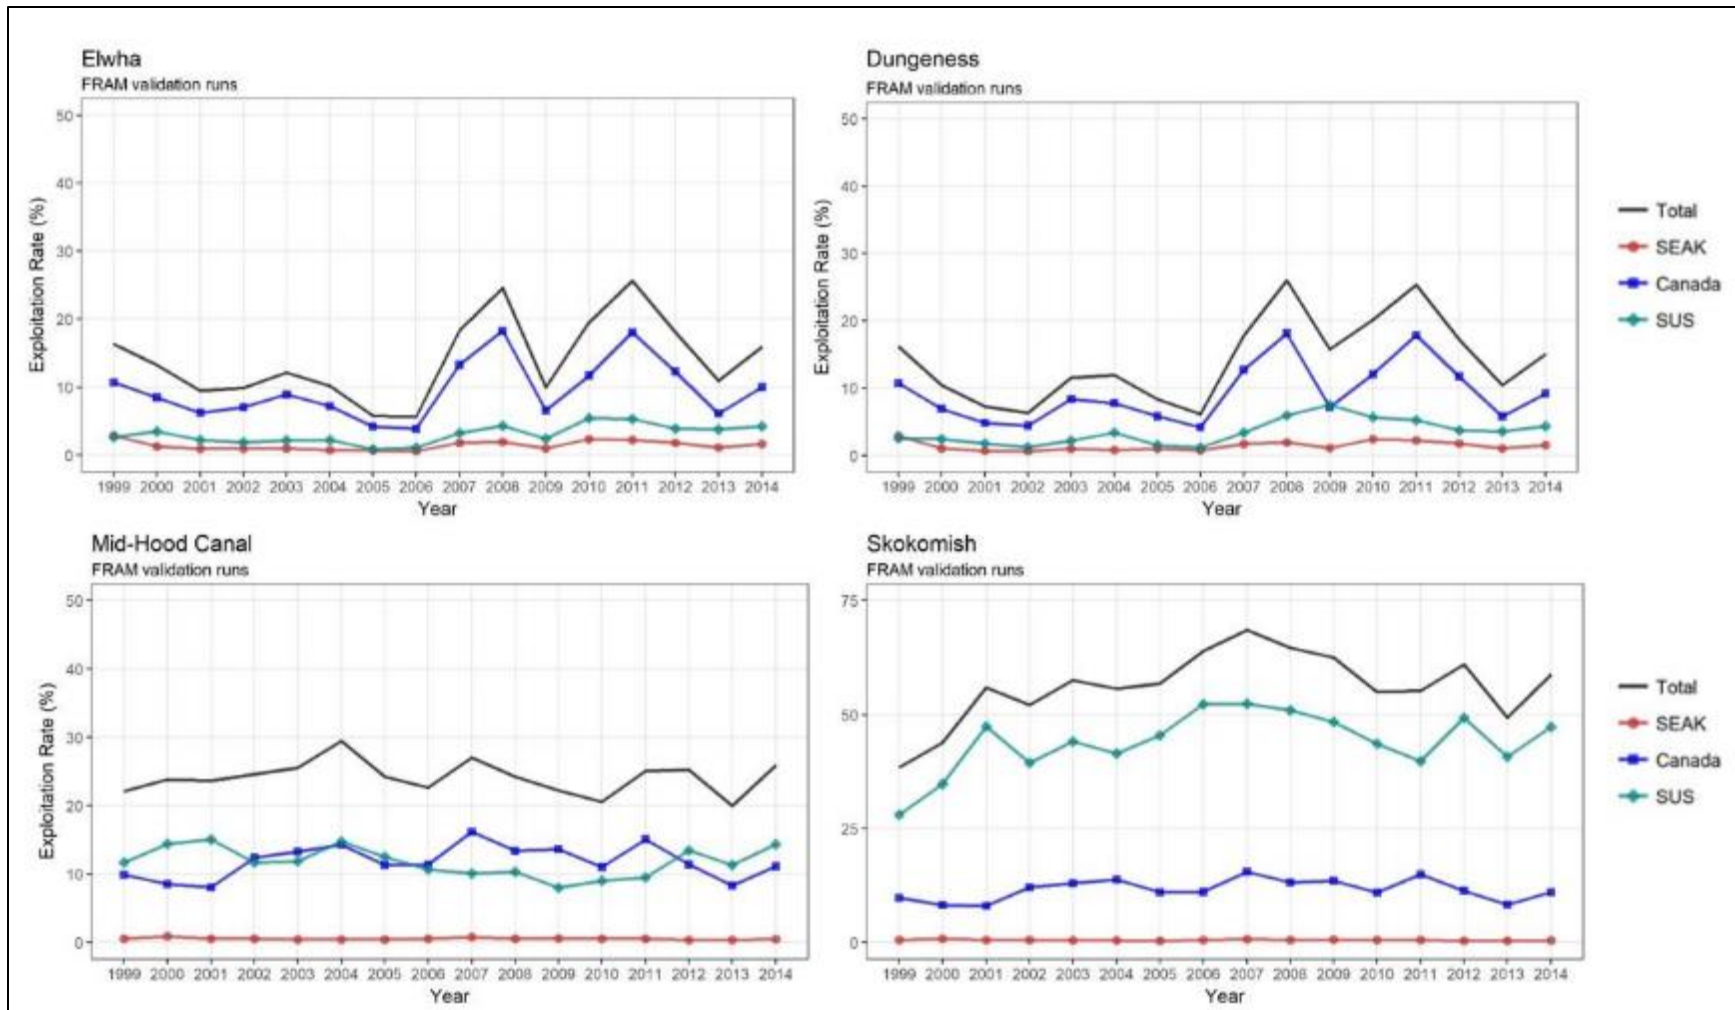 Elwha
FRAM validation runs
Exploitation Rate (%)
50
40
30
20
10
0
1999 2000 2001 2002 2003 2004 2005 2006 2007 2008 2009 2010 2011 2012 2013 2014
Year
Dungeness
FRAM validation runs
Exploitation Rate (%)
50
40
30
20
10
0
1999 2000 2001 2002 2003 2004 2005 2006 2007 2008 2009 2010 2011 2012 2013 2014
Year
Total
SEAK
Canada
SUS
Mid-Hood Canal
FRAM validation runs
Exploitation Rate (%)
50
40
30
20
10
0
1999 2000 2001 2002 2003 2004 2005 2006 2007 2008 2009 2010 2011 2012 2013 2014
Year
Skokomish
FRAM validation runs
75
50
25
0
1999 2000 2001 2002 2003 2004 2005 2006 2007 2008 2009 2010 2011 2012 2013 2014
Year
Total
SEAK
Canada
SUS